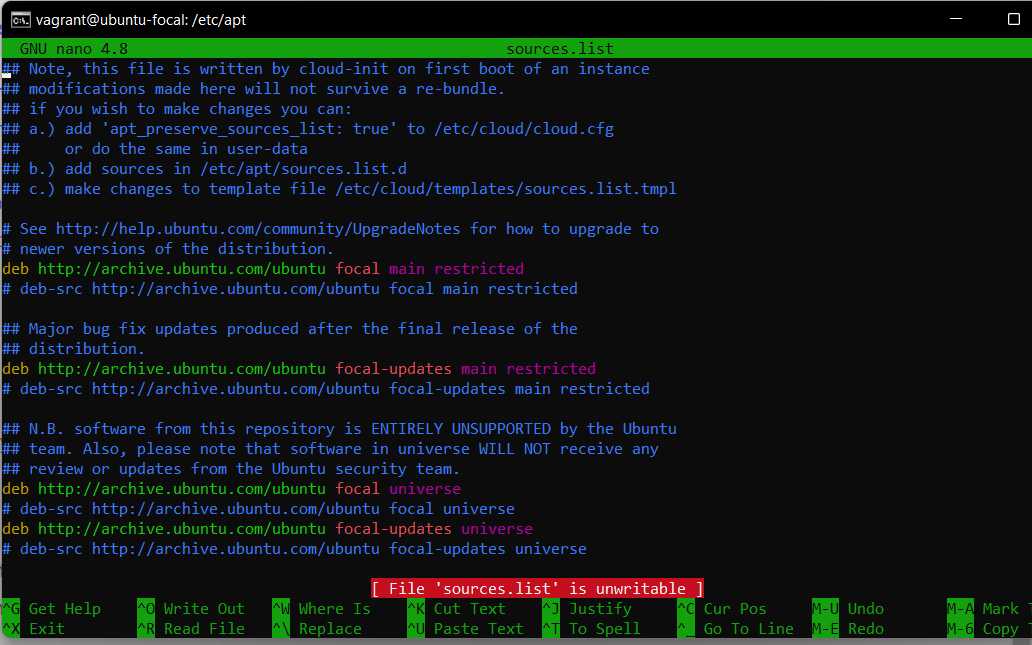 vagrant@ubuntu-focal: /etc/apt
GNU nano 4.8 sources.list
## Note, this file is written by cloud-init on first boot of an instance
## modifications made here will not survive a re-bundle.
## if you wish to make changes you can:
## a.) add 'apt_preserve_sources_list: true' to /etc/cloud/cloud.cfg
##     or do the same in user-data
## b.) add sources in /etc/apt/sources.list.d
## c.) make changes to template file /etc/cloud/templates/sources.list.tmpl
# See http://help.ubuntu.com/community/UpgradeNotes for how to upgrade to
# newer versions of the distribution.
deb http://archive.ubuntu.com/ubuntu focal main restricted
# deb-src http://archive.ubuntu.com/ubuntu focal main restricted
## Major bug fix updates produced after the final release of the
## distribution.
deb http://archive.ubuntu.com/ubuntu focal-updates main restricted
# deb-src http://archive.ubuntu.com/ubuntu focal-updates main restricted
## N.B. software from this repository is ENTIRELY UNSUPPORTED by the Ubuntu
## team. Also, please note that software in universe WILL NOT receive any
## review or updates from the Ubuntu security team.
deb http://archive.ubuntu.com/ubuntu focal universe
# deb-src http://archive.ubuntu.com/ubuntu focal universe
deb http://archive.ubuntu.com/ubuntu focal-updates universe
# deb-src http://archive.ubuntu.com/ubuntu focal-updates universe
[ File 'sources.list' is unwritable ]
^G Get Help ^O Write Out ^W Where Is ^K Cut Text ^J Justify ^C Cur Pos M-U Undo M-A Mark
^X Exit ^R Read File ^\ Replace ^U Paste Text ^T To Spell ^_ Go To Line M-E Redo M-6 Copy